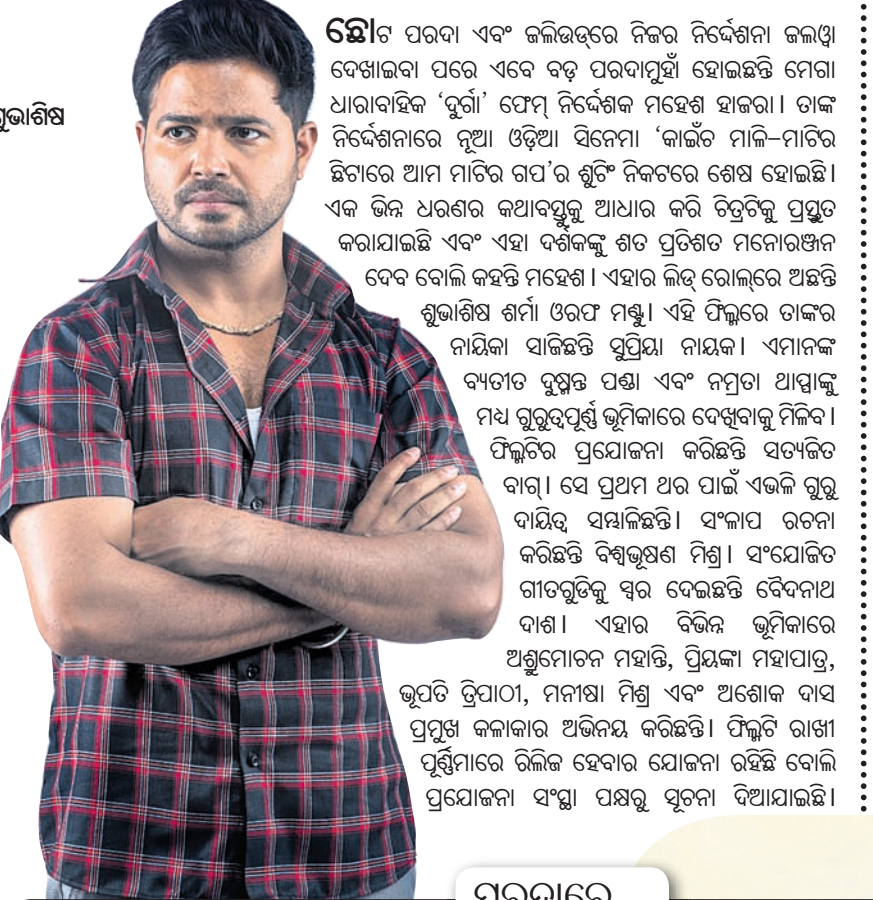 ଶୁଭାଶିଷ
ଛୋଟ ପରଦା ଏବଂ ଜଲିଉଡ୍‌ରେ ନିଜର ନିର୍ଦ୍ଦେଶନା ଜଲୱା
ଦେଖାଇବା ପରେ ଏବେ ବଡ଼ ପରଦାମୁହାଁ ହୋଇଛନ୍ତି ମେଗା
ଧାରାବାହିକ ‘ଦୁର୍ଗା’ ଫେମ୍ ନିର୍ଦ୍ଦେଶକ ମହେଶ ହାଜରା। ତାଙ୍କ
ନିର୍ଦ୍ଦେଶନାରେ ନୂଆ ଓଡ଼ିଆ ସିନେମା ‘କାଇଁଚ ମାଳି–ମାଟିର
ଛିଟାରେ ଆମ ମାଟିର ଗପ’ର ଶୁଟିଂ ନିକଟରେ ଶେଷ ହୋଇଛି।
ଏକ ଭିନ୍ନ ଧରଣର କଥାବସ୍ତୁକୁ ଆଧାର କରି ଚିତ୍ରଟିକୁ ପ୍ରସ୍ତୁତ
କରାଯାଇଛି ଏବଂ ଏହା ଦର୍ଶକଙ୍କୁ ଶତ ପ୍ରତିଶତ ମନୋରଞ୍ଜନ
ଦେବ ବୋଲି କହନ୍ତି ମହେଶ। ଏହାର ଲିଡ୍ ରୋଲ୍‌ରେ ଅଛନ୍ତି
ଶୁଭାଶିଷ ଶର୍ମା ଓରଫ ମଣ୍ଟୁ। ଏହି ଫିଲ୍ମରେ ତାଙ୍କର
ନାୟିକା ସାଜିଛନ୍ତି ସୁପ୍ରିୟା ନାୟକ। ଏମାନଙ୍କ
ବ୍ୟତୀତ ଦୁଷ୍ମନ୍ତ ପଣ୍ଡା ଏବଂ ନମ୍ରତା ଥାପ୍ପାଙ୍କୁ
ମଧ୍ୟ ଗୁରୁତ୍ୱପୂର୍ଣ୍ଣ ଭୂମିକାରେ ଦେଖିବାକୁ ମିଳିବ।
ଫିଲ୍ମଟିର ପ୍ରଯୋଜନା କରିଛନ୍ତି ସତ୍ୟଜିତ
ବାଗ୍। ସେ ପ୍ରଥମ ଥର ପାଇଁ ଏଭଳି ଗୁରୁ
ଦାୟିତ୍ୱ ସମ୍ଭାଳିଛନ୍ତି। ସଂଳାପ ରଚନା
କରିଛନ୍ତି ବିଶ୍ୱଭୂଷଣ ମିଶ୍ର। ସଂଯୋଜିତ
ଗୀତଗୁଡିକୁ ସ୍ୱର ଦେଇଛନ୍ତି ବୈଦନାଥ
ଦାଶ। ଏହାର ବିଭିନ୍ନ ଭୂମିକାରେ
ଅଶ୍ରୁମୋଚନ ମହାନ୍ତି, ପ୍ରିୟଙ୍କା ମହାପାତ୍ର,
ଭୂପତି ତ୍ରିପାଠୀ, ମନୀଷା ମିଶ୍ର ଏବଂ ଅଶୋକ ଦାସ
ପ୍ରମୁଖ କଳାକାର ଅଭିନୟ କରିଛନ୍ତି। ଫିଲ୍ମଟି ରାଖୀ
ପୂର୍ଣ୍ଣିମାରେ ରିଲିଜ ହେବାର ଯୋଜନା ରହିଛି ବୋଲି
ପ୍ରଯୋଜନା ସଂସ୍ଥା ପକ୍ଷରୁ ସୂଚନା ଦିଆଯାଇଛି।
ପରଦାରେ